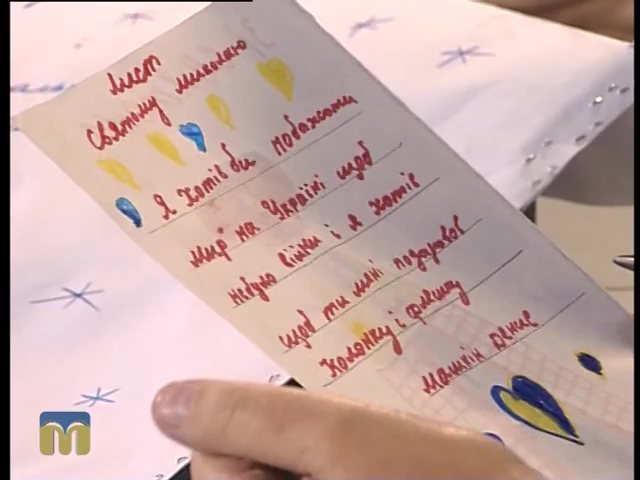 Лист
Святому миколаю
Я хотів би побажати
мир на Україні щоб
небуло війни і я хотів
щоб ти мені подарував
Колонку і флешку
Машкін Денис